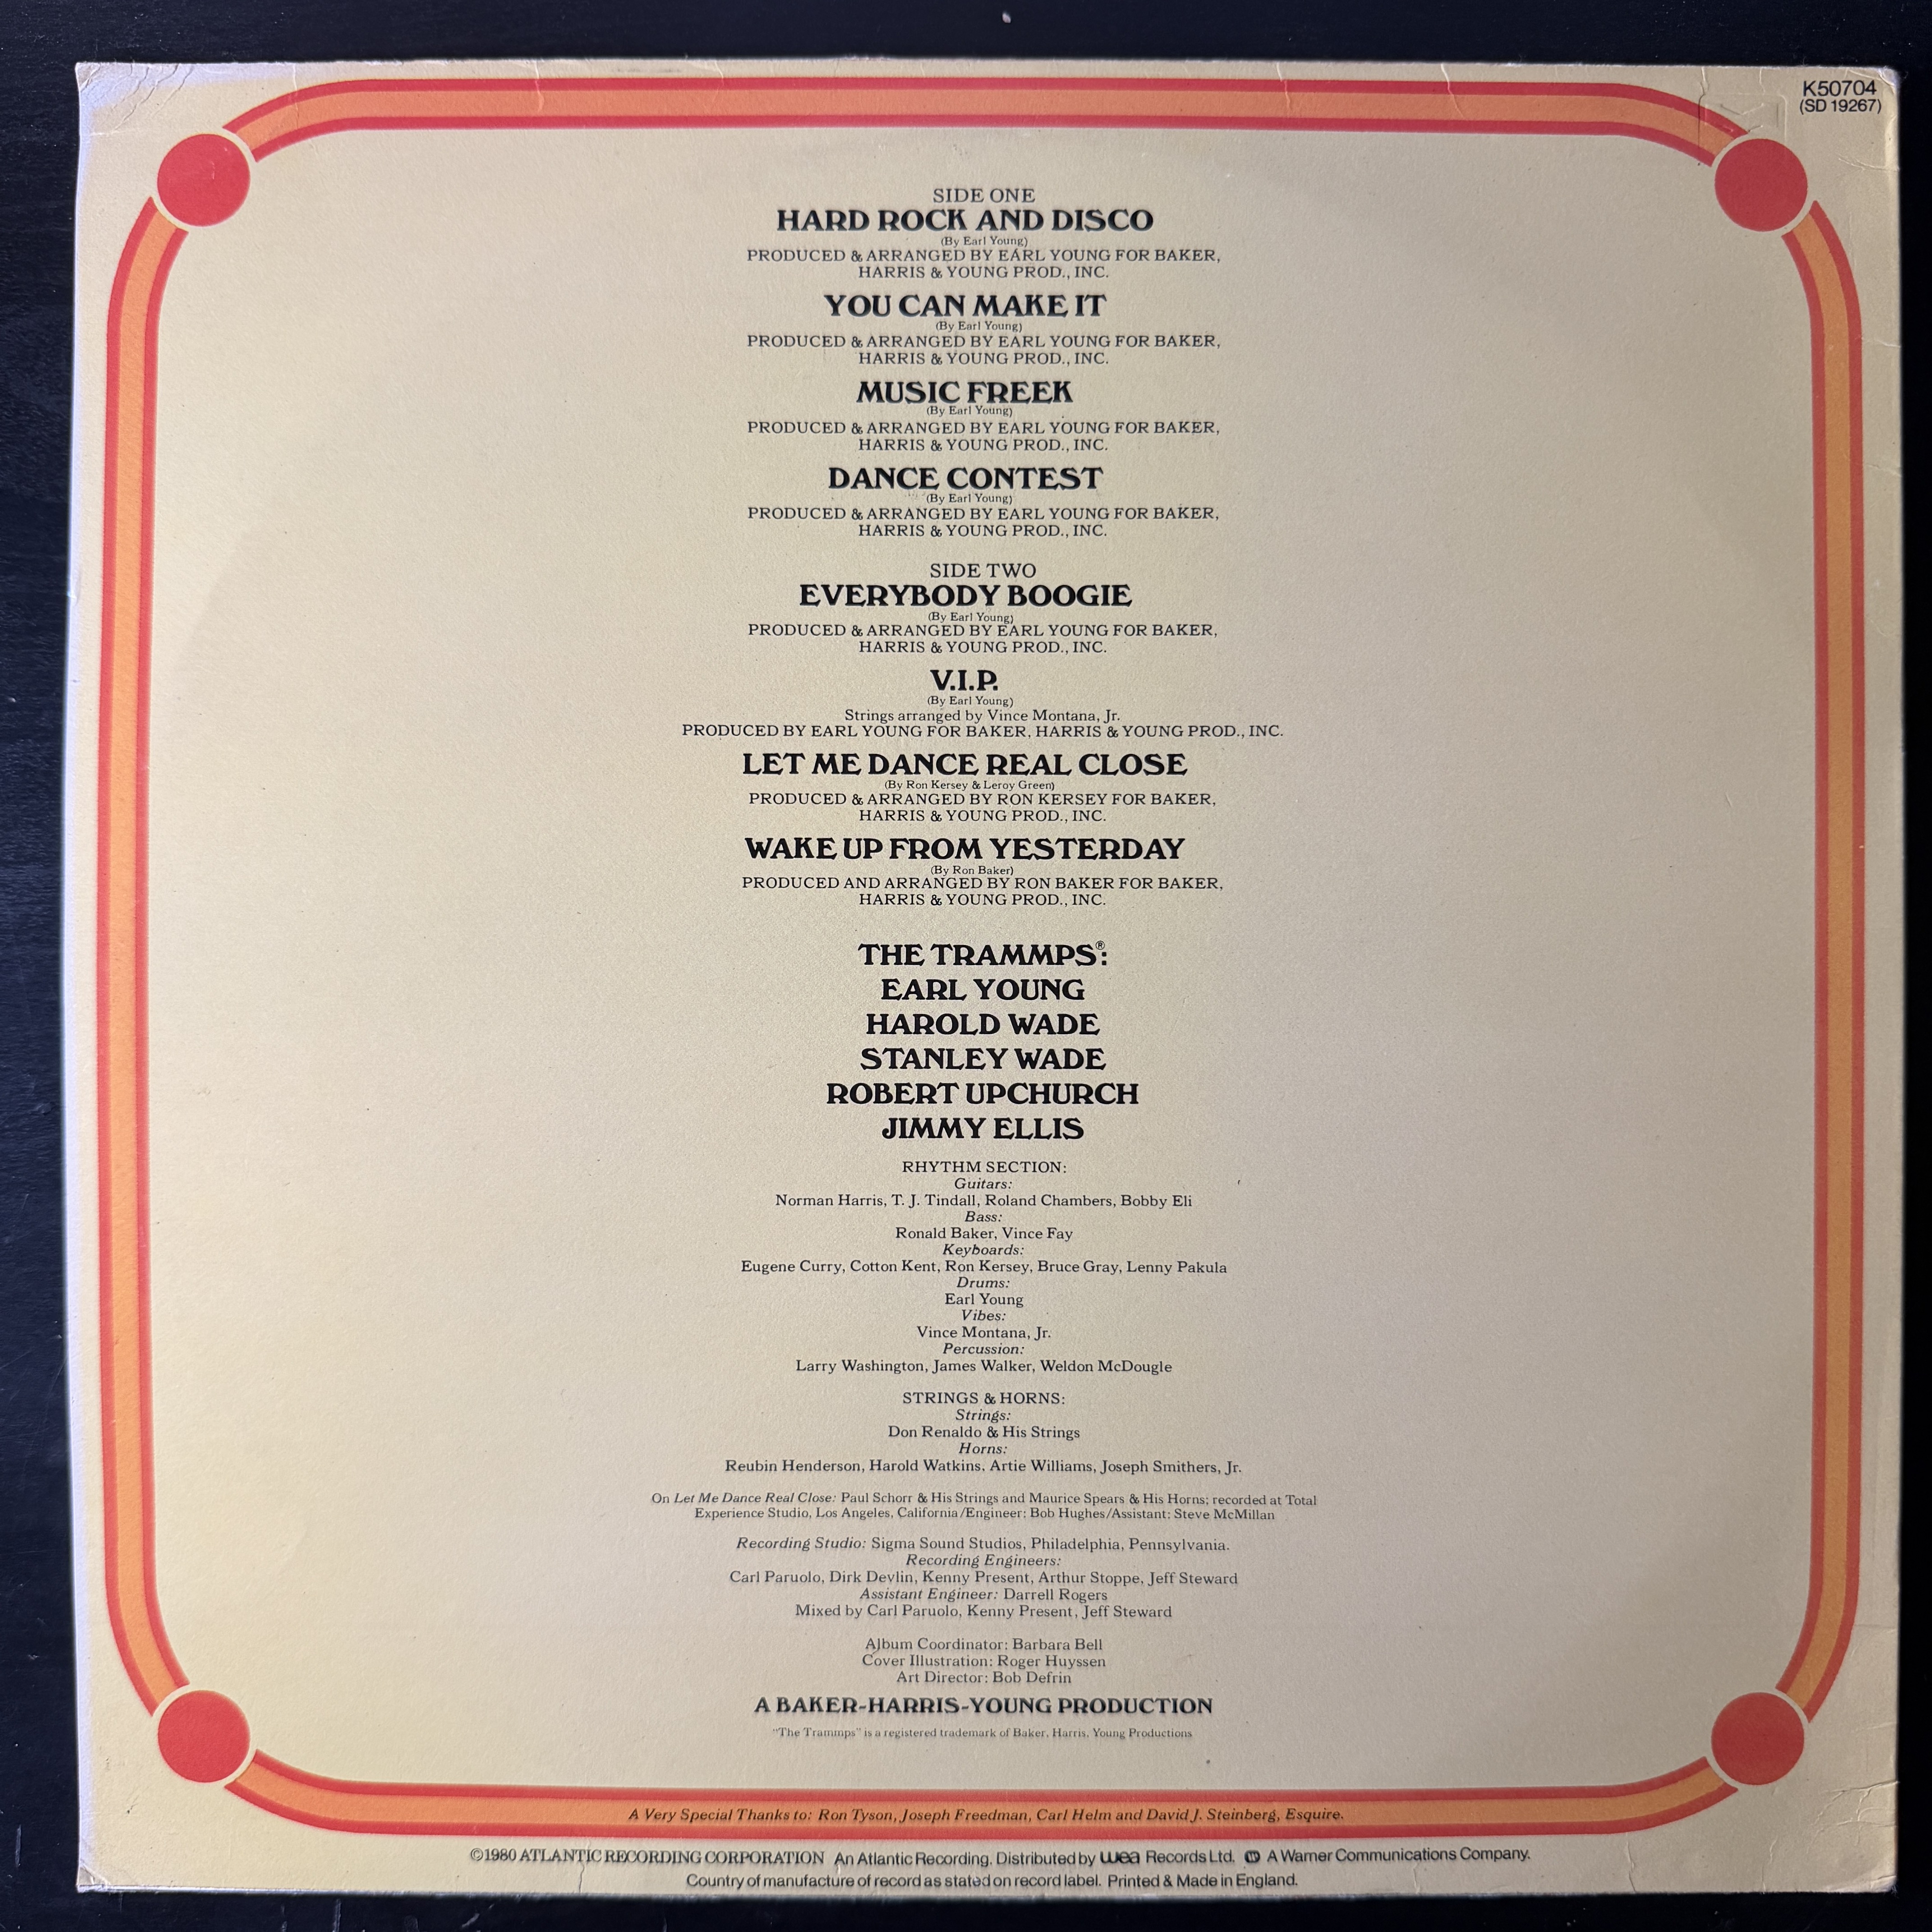 K50704
(SD 19267)
SIDE ONE
HARD ROCK AND DISCO
(By Earl Young)
PRODUCED & ARRANGED BY EARL YOUNG FOR BAKER,
HARRIS & YOUNG PROD., INC.
YOU CAN MAKE IT
(By Earl Young)
PRODUCED & ARRANGED BY EARL YOUNG FOR BAKER,
HARRIS & YOUNG PROD., INC.
MUSIC FREEK
(By Earl Young)
PRODUCED & ARRANGED BY EARL YOUNG FOR BAKER,
HARRIS & YOUNG PROD., INC.
DANCE CONTEST
(By Earl Young)
PRODUCED & ARRANGED BY EARL YOUNG FOR BAKER,
HARRIS & YOUNG PROD., INC.
SIDE TWO
EVERYBODY BOOGIE
(By Earl Young)
PRODUCED & ARRANGED BY EARL YOUNG FOR BAKER,
HARRIS & YOUNG PROD., INC.
V.I.P.
(By Earl Young)
Strings arranged by Vince Montana, Jr.
PRODUCED BY EARL YOUNG FOR BAKER, HARRIS & YOUNG PROD., INC.
LET ME DANCE REAL CLOSE
(By Ron Kersey & Leroy Green)
PRODUCED & ARRANGED BY RON KERSEY FOR BAKER,
HARRIS & YOUNG PROD., INC.
WAKE UP FROM YESTERDAY
(By Ron Baker)
PRODUCED AND ARRANGED BY RON BAKER FOR BAKER,
HARRIS & YOUNG PROD., INC.
THE TRAMMPS®:
EARL YOUNG
HAROLD WADE
STANLEY WADE
ROBERT UPCHURCH
JIMMY ELLIS
RHYTHM SECTION:
Guitars:
Norman Harris, T. J. Tindall, Roland Chambers, Bobby Eli
Bass:
Ronald Baker, Vince Fay
Keyboards:
Eugene Curry, Cotton Kent, Ron Kersey, Bruce Gray, Lenny Pakula
Drums:
Earl Young
Vibes:
Vince Montana, Jr.
Percussion:
Larry Washington, James Walker, Weldon McDougle
STRINGS & HORNS:
Strings:
Don Renaldo & His Strings
Horns:
Reubin Henderson, Harold Watkins, Artie Williams, Joseph Smithers, Jr.
On Let Me Dance Real Close: Paul Schorr & His Strings and Maurice Spears & His Horns; recorded at Total
Experience Studio, Los Angeles, California/Engineer: Bob Hughes/Assistant: Steve McMillan
Recording Studio: Sigma Sound Studios, Philadelphia, Pennsylvania.
Recording Engineers:
Carl Paruolo, Dirk Devlin, Kenny Present, Arthur Stoppe, Jeff Steward
Assistant Engineer: Darrell Rogers
Mixed by Carl Paruolo, Kenny Present, Jeff Steward
Album Coordinator: Barbara Bell
Cover Illustration: Roger Huyssen
Art Director: Bob Defrin
A BAKER-HARRIS-YOUNG PRODUCTION
"The Trammps" is a registered trademark of Baker, Harris, Young Productions
A Very Special Thanks to: Ron Tyson, Joseph Freedman, Carl Helm and David J. Steinberg, Esquire.
©1980 ATLANTIC RECORDING CORPORATION An Atlantic Recording. Distributed by wea Records Ltd. A Warner Communications Company.
Country of manufacture of record as stated on record label. Printed & Made in England.